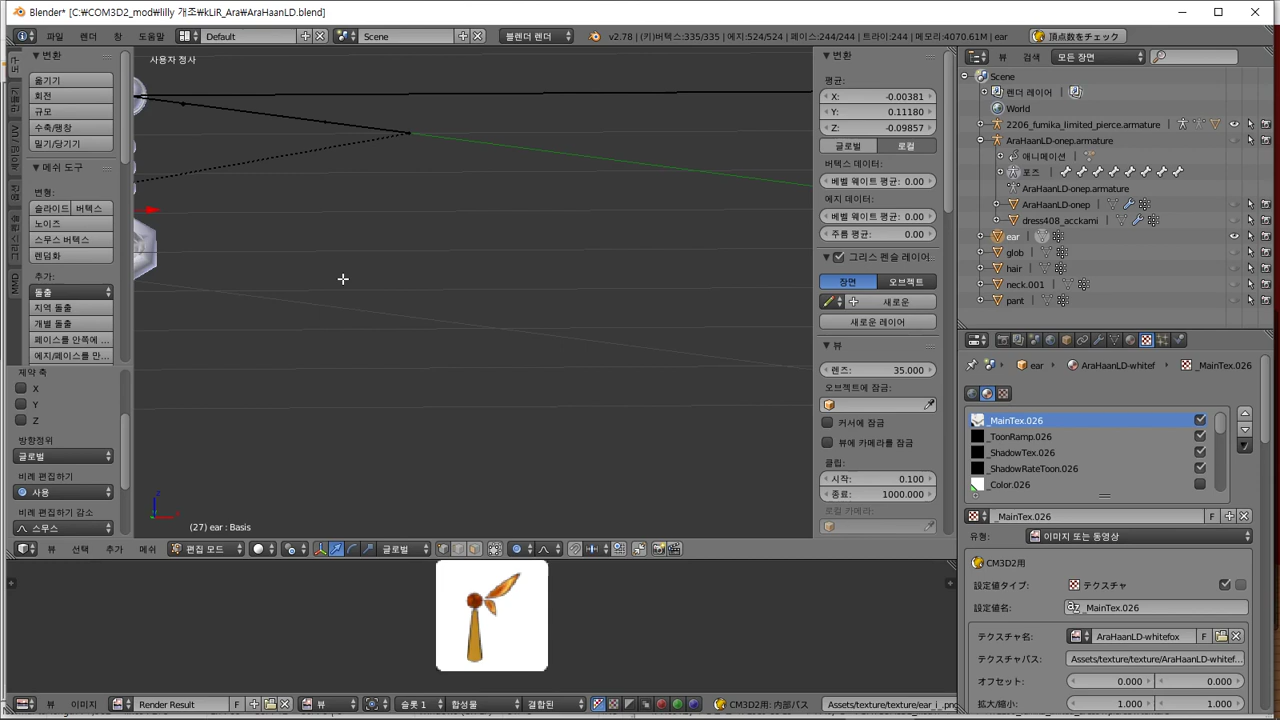 Blender* [C:\COM3D2_mod\lilly 개조\kLiR_Ara\AraHaanLD.blend]
파일 렌더 창 도움말 Default Scene 블렌더 렌더 v2.78 | (키)버텍스:335/335 | 에지:524/524 | 페이스:244/244 | 트라이:244 | 메모리:4070.61M | ear 頂点数をチェック
변환
옮기기
회전
규모
수축/팽창
밀기/당기기
메쉬 도구
변형:
슬라이드 버텍스
노이즈
스무스 버텍스
랜덤화
추가:
돌출
지역 돌출
개별 돌출
페이스를 안쪽에 ...
에지/페이스를 만...
MMD
제약 축
X
Y
Z
방향정위
글로벌
비례 편집하기
사용
비례 편집하기 감소
스무스
사용자 정사
(27) ear : Basis
뷰 선택 추가 메쉬 편집 모드 글로벌
변환
평균:
X: -0.00381
Y: 0.11180
Z: -0.09857
글로벌 로컬
버텍스 데이터:
베벨 웨이트 평균: 0.00
에지 데이터:
베벨 웨이트 평균: 0.00
주름 평균: 0.00
그리스 펜슬 레이어
장면 오브젝트
새로운
새로운 레이어
뷰
렌즈: 35.000
오브젝트에 잠금:
커서에 잠금
뷰에 카메라를 잠금
클립:
시작: 0.100
종료: 1000.000
로컬 카메라:
뷰 검색 모든 장면
Scene
렌더 레이어
World
2206_fumika_limited_pierce.armature
AraHaanLD-onep.armature
애니메이션
포즈
AraHaanLD-onep.armature
AraHaanLD-onep
dress408_acckami
ear
glob
hair
neck.001
pant
ear AraHaanLD-whitef _MainTex.026
_MainTex.026
_ToonRamp.026
_ShadowTex.026
_ShadowRateToon.026
_Color.026
_MainTex.026 F
유형: 이미지 또는 동영상
CM3D2用
設定値タイプ: テクスチャ
設定値名: _MainTex.026
テクスチャ名: AraHaanLD-whitefox F
テクスチャパス: Assets/texture/texture/AraHaanLD-whitef...
オフセット: 0.000 0.000
拡大/縮小: 1.000 1.000
뷰 이미지 Render Result F 뷰 슬롯 1 합성물 결합된 CM3D2用: 内部パス Assets/texture/texture/ear_i_.png